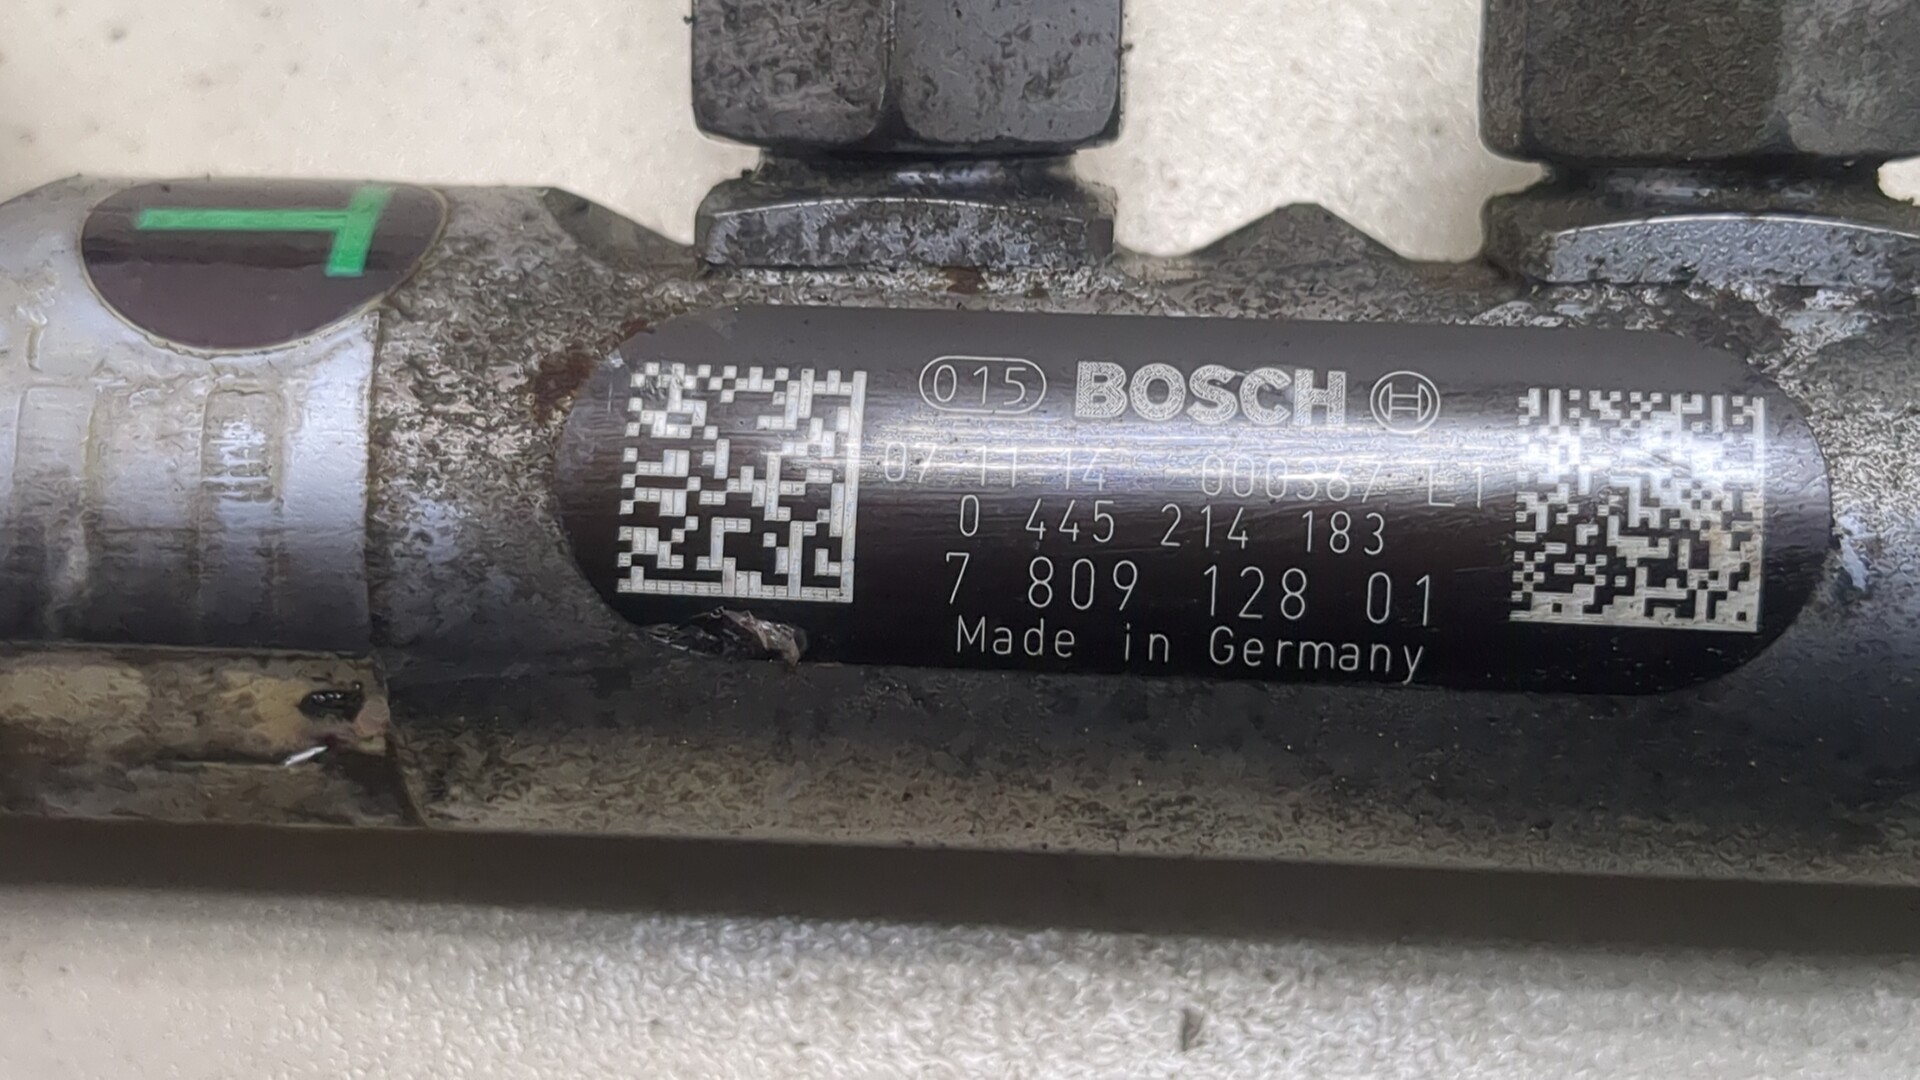 015 BOSCH
07 11 14 000367 L1
0 445 214 183
7 809 128 01
Made in Germany